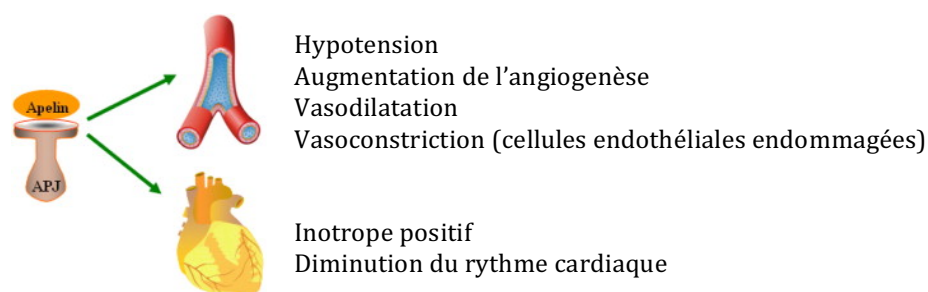 Apelin
APJ
Hypotension
Augmentation de l'angiogenèse
Vasodilatation
Vasoconstriction (cellules endothéliales endommagées)
Inotrope positif
Diminution du rythme cardiaque